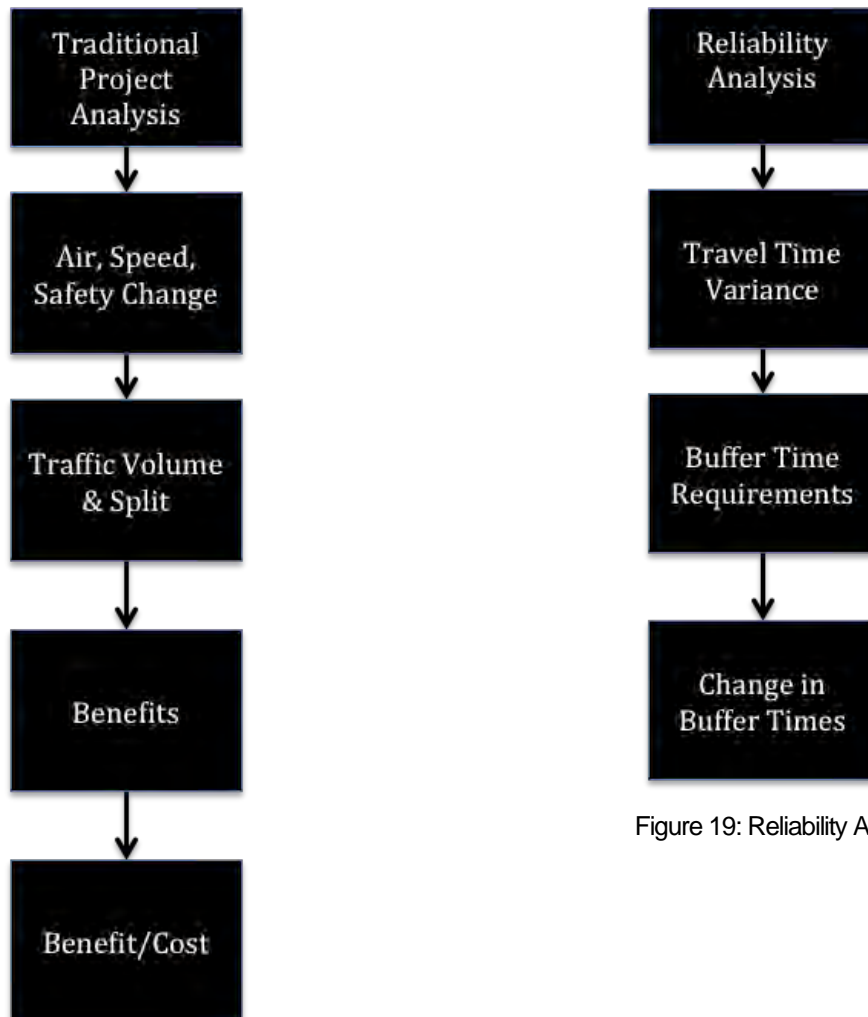 Traditional
Project
Analysis
Air, Speed,
Safety Change
Traffic Volume
& Split
Benefits
Benefit/Cost
Reliability
Analysis
Travel Time
Variance
Buffer Time
Requirements
Change in
Buffer Times
Figure 19: Reliability